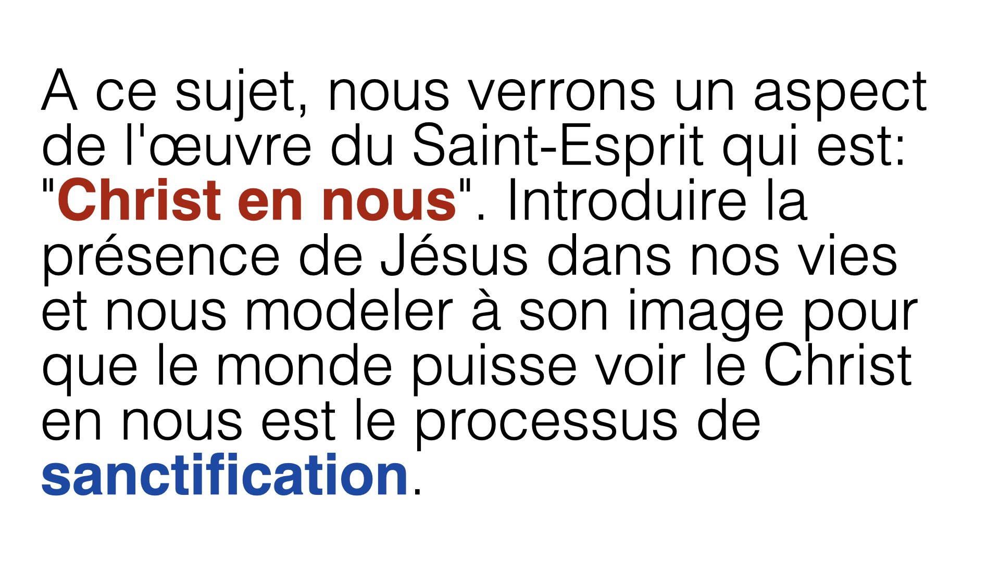 A ce sujet, nous verrons un aspect
de l'œuvre du Saint-Esprit qui est:
"Christ en nous". Introduire la
présence de Jésus dans nos vies
et nous modeler à son image pour
que le monde puisse voir le Christ
en nous est le processus de
sanctification.